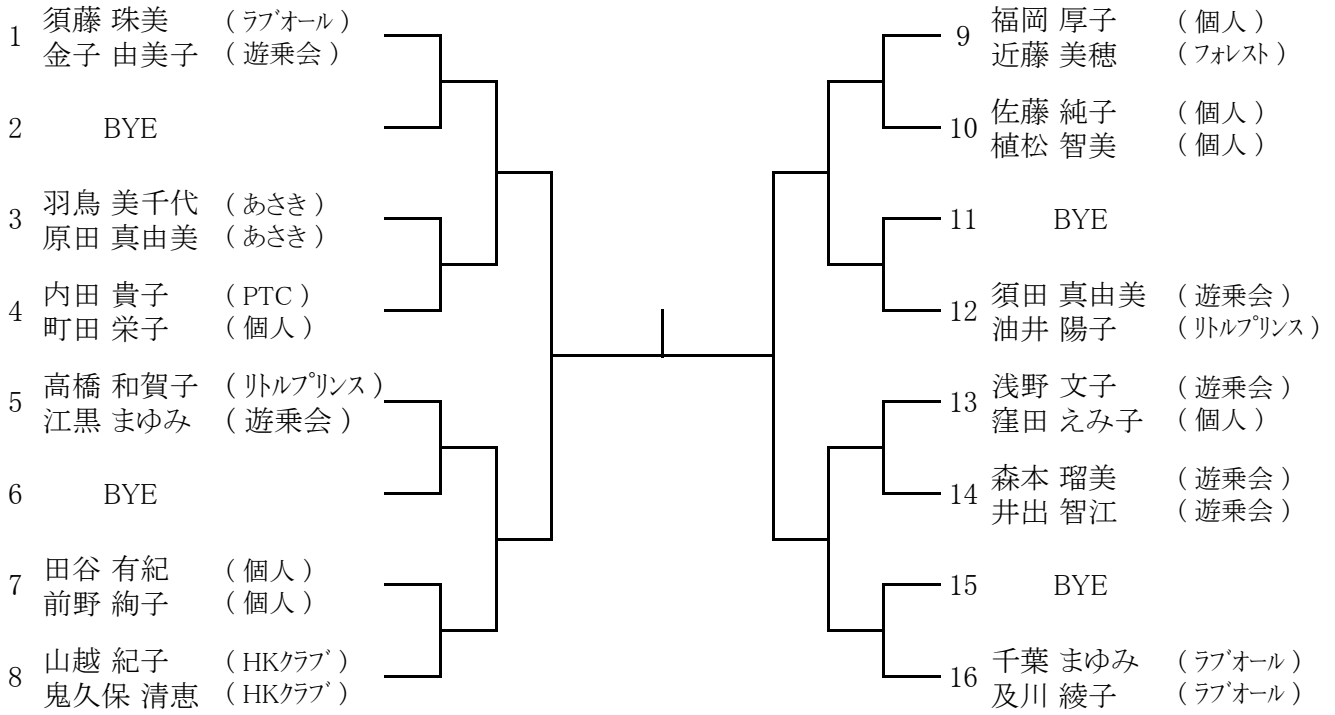 1 須藤 珠美 ( ﾗﾌﾞオール )
金子 由美子 ( 遊乗会 )
2 BYE
3 羽鳥 美千代 ( あさき )
原田 真由美 ( あさき )
4 内田 貴子 ( PTC )
町田 栄子 ( 個人 )
5 高橋 和賀子 ( ﾘﾄﾙﾌﾟﾘﾝｽ )
江黒 まゆみ ( 遊乗会 )
6 BYE
7 田谷 有紀 ( 個人 )
前野 絢子 ( 個人 )
8 山越 紀子 ( HKｸﾗﾌﾞ )
鬼久保 清恵 ( HKｸﾗﾌﾞ )
9 福岡 厚子 ( 個人 )
近藤 美穂 ( ﾌｫﾚｽﾄ )
10 佐藤 純子 ( 個人 )
植松 智美 ( 個人 )
11 BYE
12 須田 真由美 ( 遊乗会 )
油井 陽子 ( ﾘﾄﾙﾌﾟﾘﾝｽ )
13 浅野 文子 ( 遊乗会 )
窪田 えみ子 ( 個人 )
14 森本 瑠美 ( 遊乗会 )
井出 智江 ( 遊乗会 )
15 BYE
16 千葉 まゆみ ( ﾗﾌﾞオール )
及川 綾子 ( ﾗﾌﾞオール )